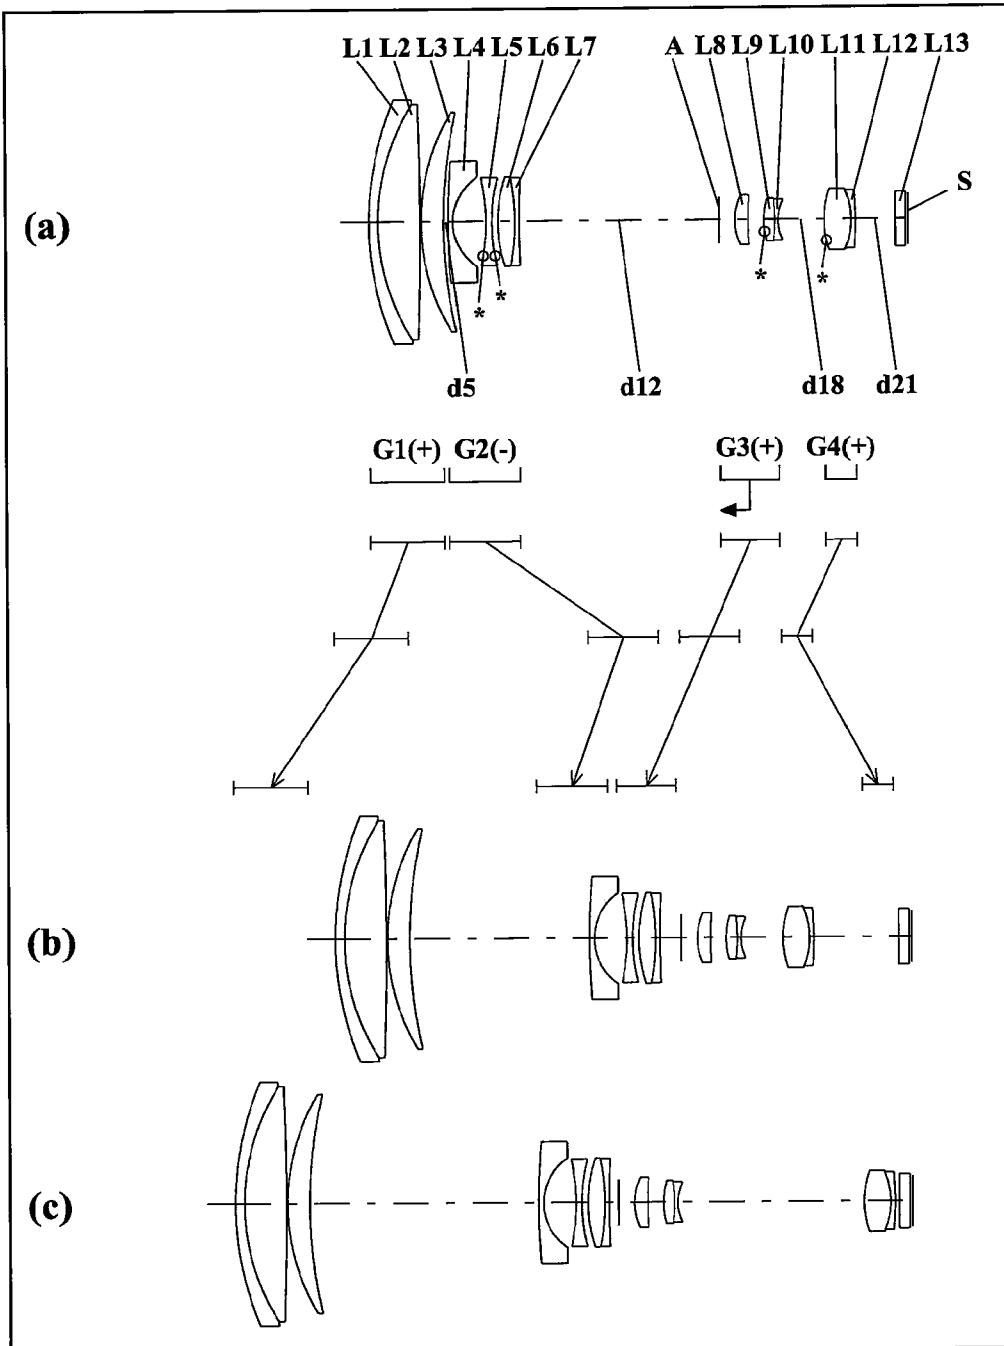 L1 L2 L3 L4 L5 L6 L7 A L8 L9 L10 L11 L12 L13
(a)
S
* * * *
d5 d12 d18 d21
G1(+) G2(-) G3(+) G4(+)
(b)
(c)